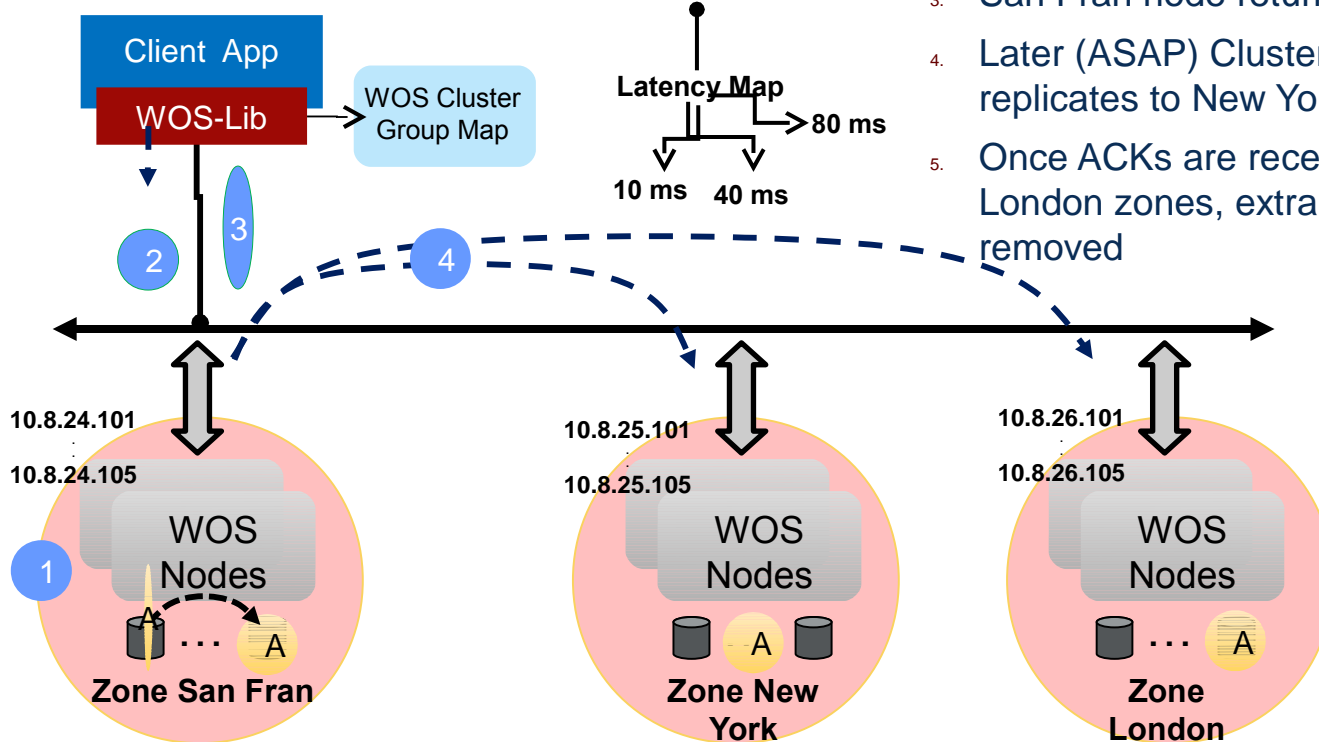 Client App
WOS-Lib
WOS Cluster
Group Map
Latency Map
80 ms
10 ms
40 ms
3.
San Fran node
4.
Later (ASAP) Cluster
replicates to New
5.
Once ACKs are
London zones, extra
removed
2
3
4
10.8.24.101
.
.
10.8.24.105
WOS
Nodes
1
A
...
A
Zone San Fran
10.8.25.101
.
.
10.8.25.105
WOS
Nodes
A
Zone New
York
10.8.26.101
.
.
10.8.26.105
WOS
Nodes
...
A
Zone
London